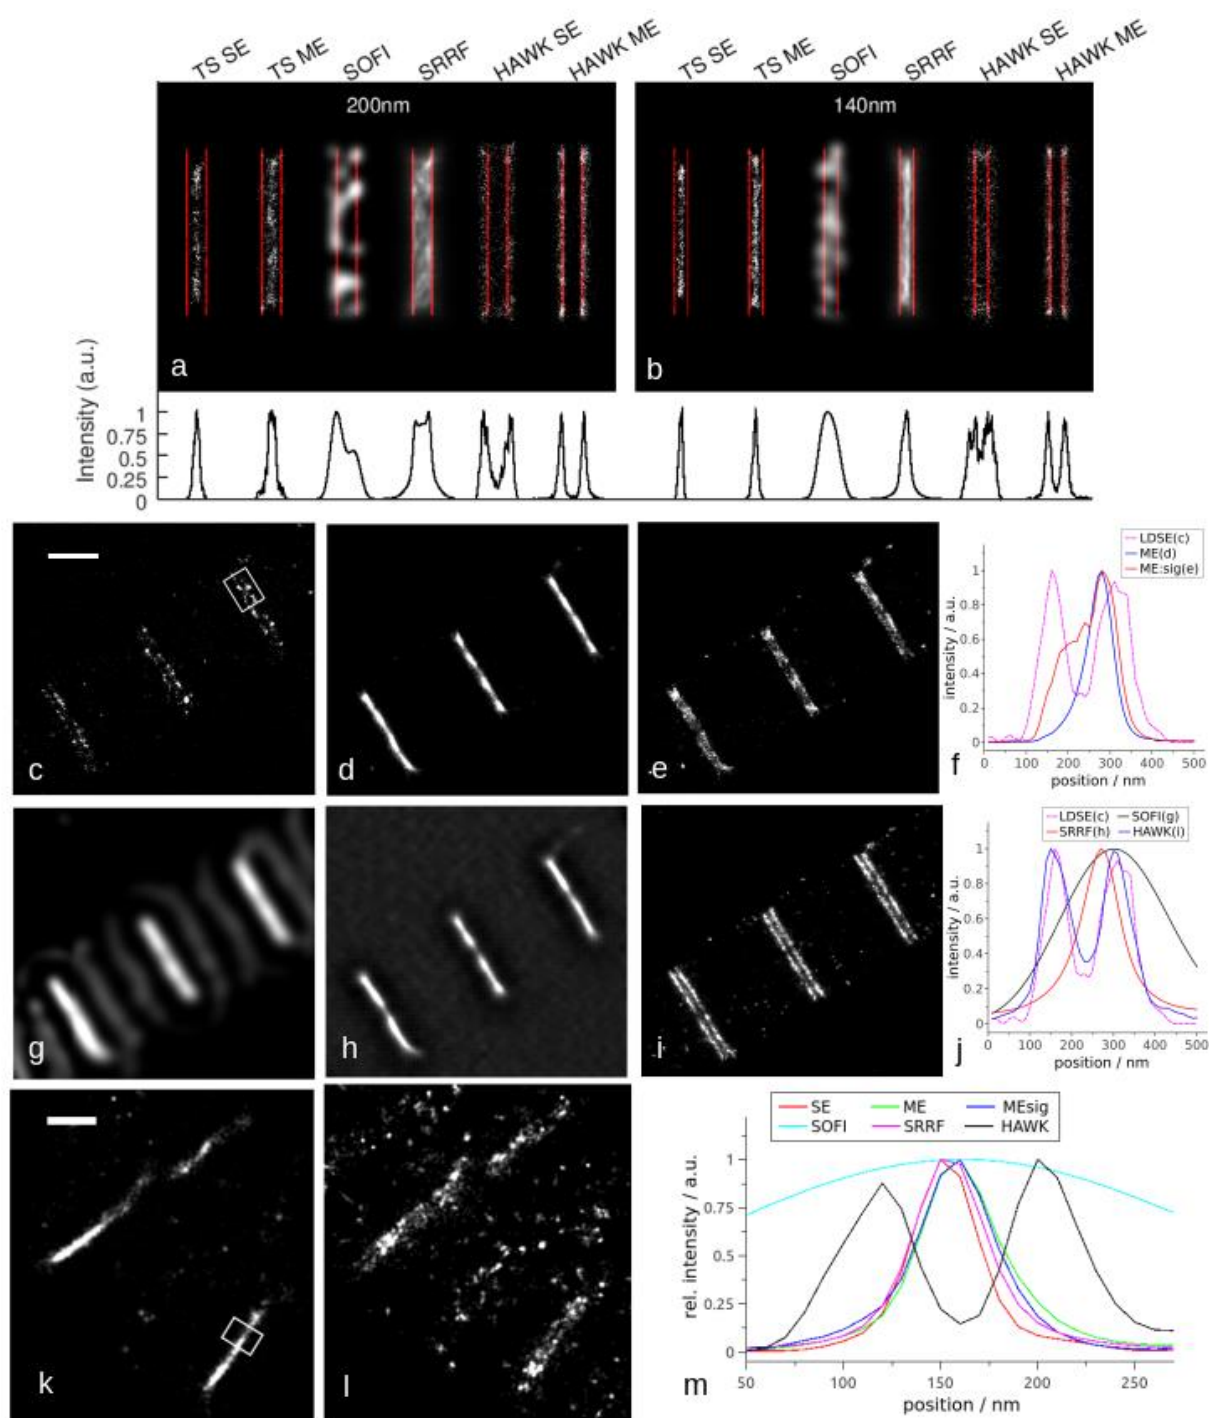 TS SE TS ME SOFI SRRF HAWK SE HAWK ME TS SE TS ME SOFI SRRF HAWK SE HAWK ME
200nm 140nm
a b
Intensity (a.u.)
1
0.75
0.5
0.25
0
LDSE(c)
ME(d)
ME:sig(e)
intensity / a.u.
1
0.8
0.6
0.4
0.2
0
0 100 200 300 400 500
position / nm
c d e f
LDSE(c) SOFI(g)
SRRF(h) HAWK(i)
intensity / a.u.
1
0.8
0.6
0.4
0.2
0
0 100 200 300 400 500
position / nm
g h i j
SE ME MEsig
SOFI SRRF HAWK
rel. intensity / a.u.
1
0.75
0.5
0.25
0
50 100 150 200 250
position / nm
k l m